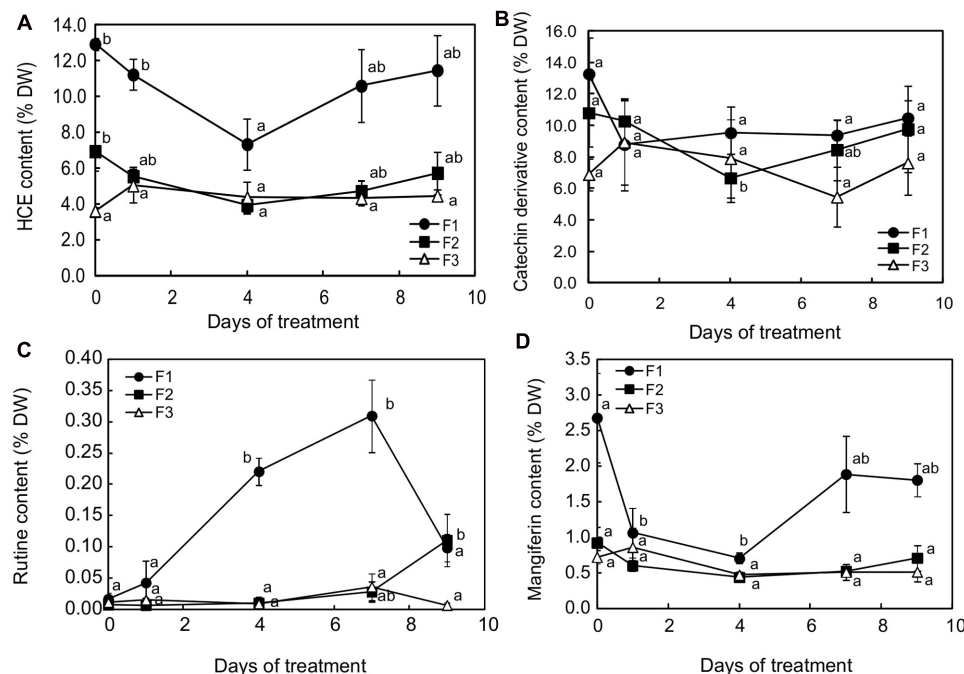 A
HCE content (% DW)
14.0
12.0
10.0
8.0
6.0
4.0
2.0
0.0
b
b
a
ab
ab
b
ab
a
a
a
a
a
a
ab
a
ab
a
F1
F2
F3
0 2 4 6 8 10
Days of treatment
B
Catechin derivative content (% DW)
16.0
14.0
12.0
10.0
8.0
6.0
4.0
2.0
0.0
a
a
a
a
a
a
a
a
b
a
ab
a
a
a
a
F1
F2
F3
0 2 4 6 8 10
Days of treatment
C
Rutine content (% DW)
0.40
0.35
0.30
0.25
0.20
0.15
0.10
0.05
0.00
F1
F2
F3
a
a
a
a
a
b
a
a
b
a
ab
b
a
a
0 2 4 6 8 10
Days of treatment
D
Mangiferin content (% DW)
3.5
3.0
2.5
2.0
1.5
1.0
0.5
0.0
F1
F2
F3
a
a
a
b
a
a
b
a
a
ab
a
a
ab
a
a
0 2 4 6 8 10
Days of treatment